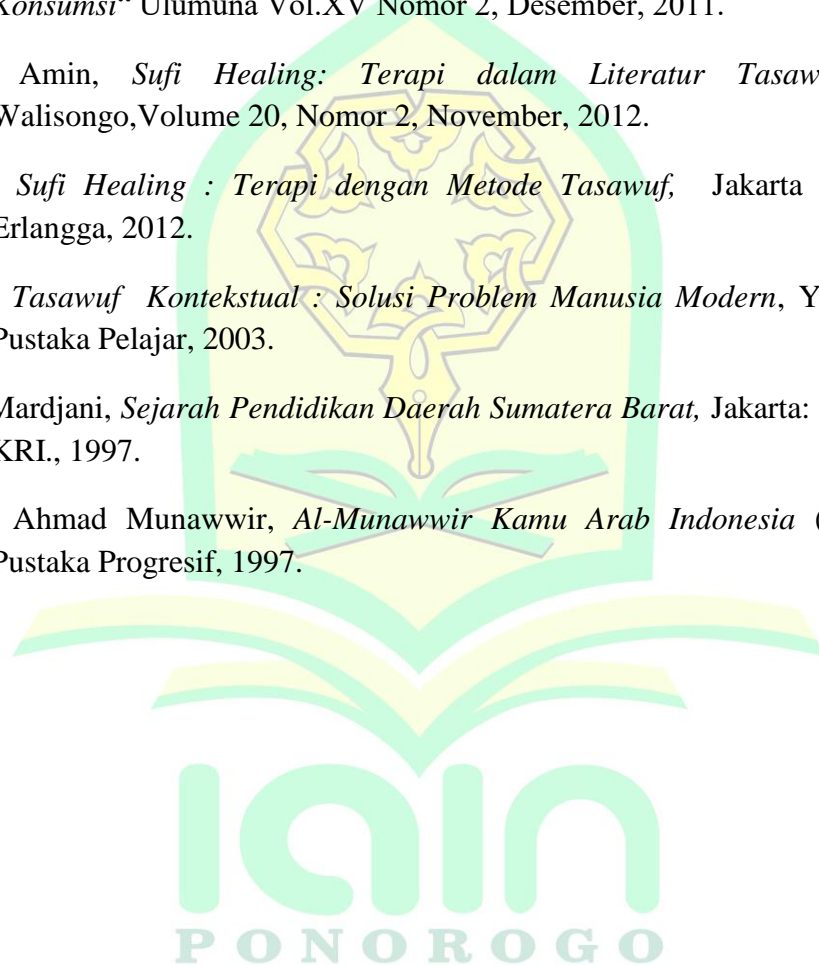 Konsumsi“ Ulumuna Vol.XV Nomor 2, Desember, 2011.
Amin, Sufi Healing: Terapi dalam Literatur Tasaw
Walisongo,Volume 20, Nomor 2, November, 2012.
Sufi Healing : Terapi dengan Metode Tasawuf, Jakarta
Erlangga, 2012.
Tasawuf Kontekstual : Solusi Problem Manusia Modern, Y
Pustaka Pelajar, 2003.
Mardjani, Sejarah Pendidikan Daerah Sumatera Barat, Jakarta:
KRI., 1997.
Ahmad Munawwir, Al-Munawwir Kamu Arab Indonesia (
Pustaka Progresif, 1997.
iain
PONOROGO